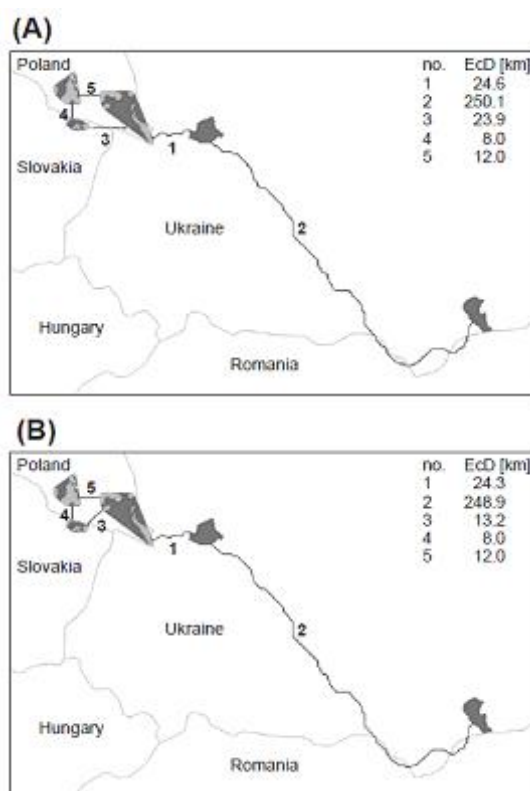 (A)
Poland
no. EcD [km]
1 24.6
2 250.1
3 23.9
4 8.0
5 12.0
5
4
3
1
Slovakia
Ukraine
2
Hungary
Romania
(B)
Poland
no. EcD [km]
1 24.3
2 248.9
3 13.2
4 8.0
5 12.0
5
4
3
1
Slovakia
Ukraine
2
Hungary
Romania